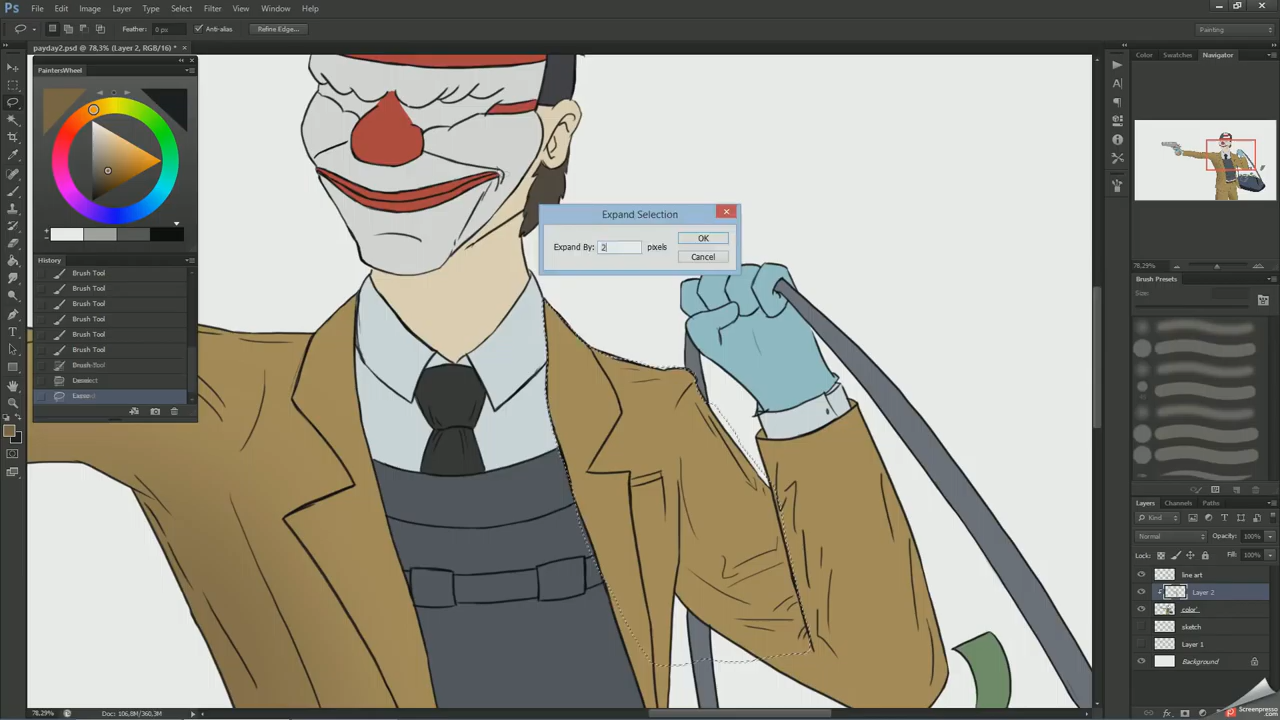 Ps File Edit Image Layer Type Select Filter View Window Help
Feather: 0 px Anti-alias Refine Edge... Painting
payday2.psd @ 78,3% (Layer 2, RGB/16) * ×
PaintersWheel
Color Swatches Navigator
Expand Selection
Expand By: 2 pixels
OK
Cancel
History
Brush Tool
Brush Tool
Brush Tool
Brush Tool
Brush Tool
Brush Tool
Deselect
78.29%
Brush Presets
Size:
Layers Channels Paths
Kind
Normal Opacity: 100%
Lock: Fill: 100%
line art
Layer 2
color
sketch
Layer 1
Background
78.29% Doc: 106,8M/360,3M
Screenpresso.com